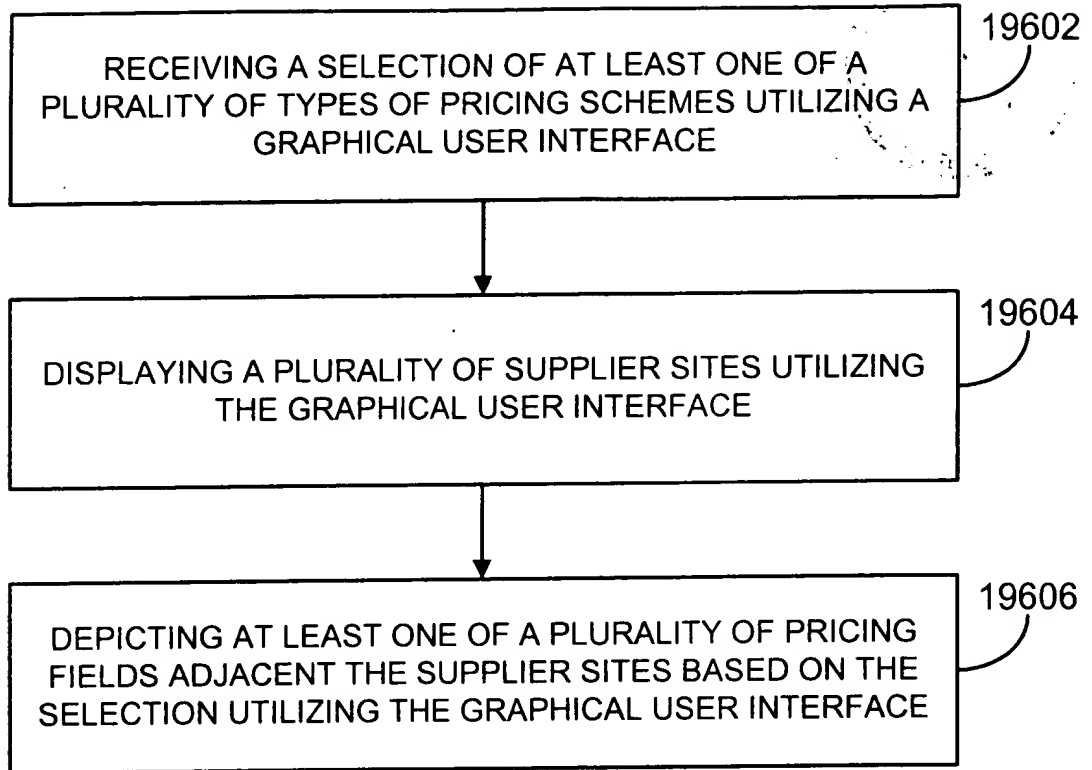 19602
RECEIVING A SELECTION OF AT LEAST ONE OF A
PLURALITY OF TYPES OF PRICING SCHEMES UTILIZING A
GRAPHICAL USER INTERFACE
19604
DISPLAYING A PLURALITY OF SUPPLIER SITES UTILIZING
THE GRAPHICAL USER INTERFACE
19606
DEPICTING AT LEAST ONE OF A PLURALITY OF PRICING
FIELDS ADJACENT THE SUPPLIER SITES BASED ON THE
SELECTION UTILIZING THE GRAPHICAL USER INTERFACE